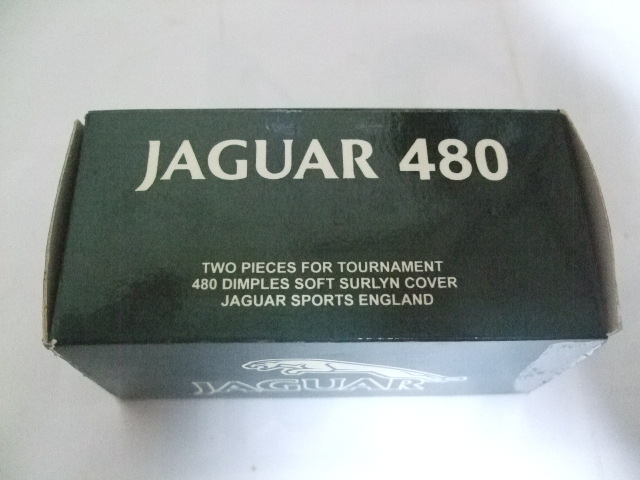 JAGUAR 480
TWO PIECES FOR TOURNAMENT
480 DIMPLES SOFT SURLYN COVER
JAGUAR SPORTS ENGLAND
JAGUAR